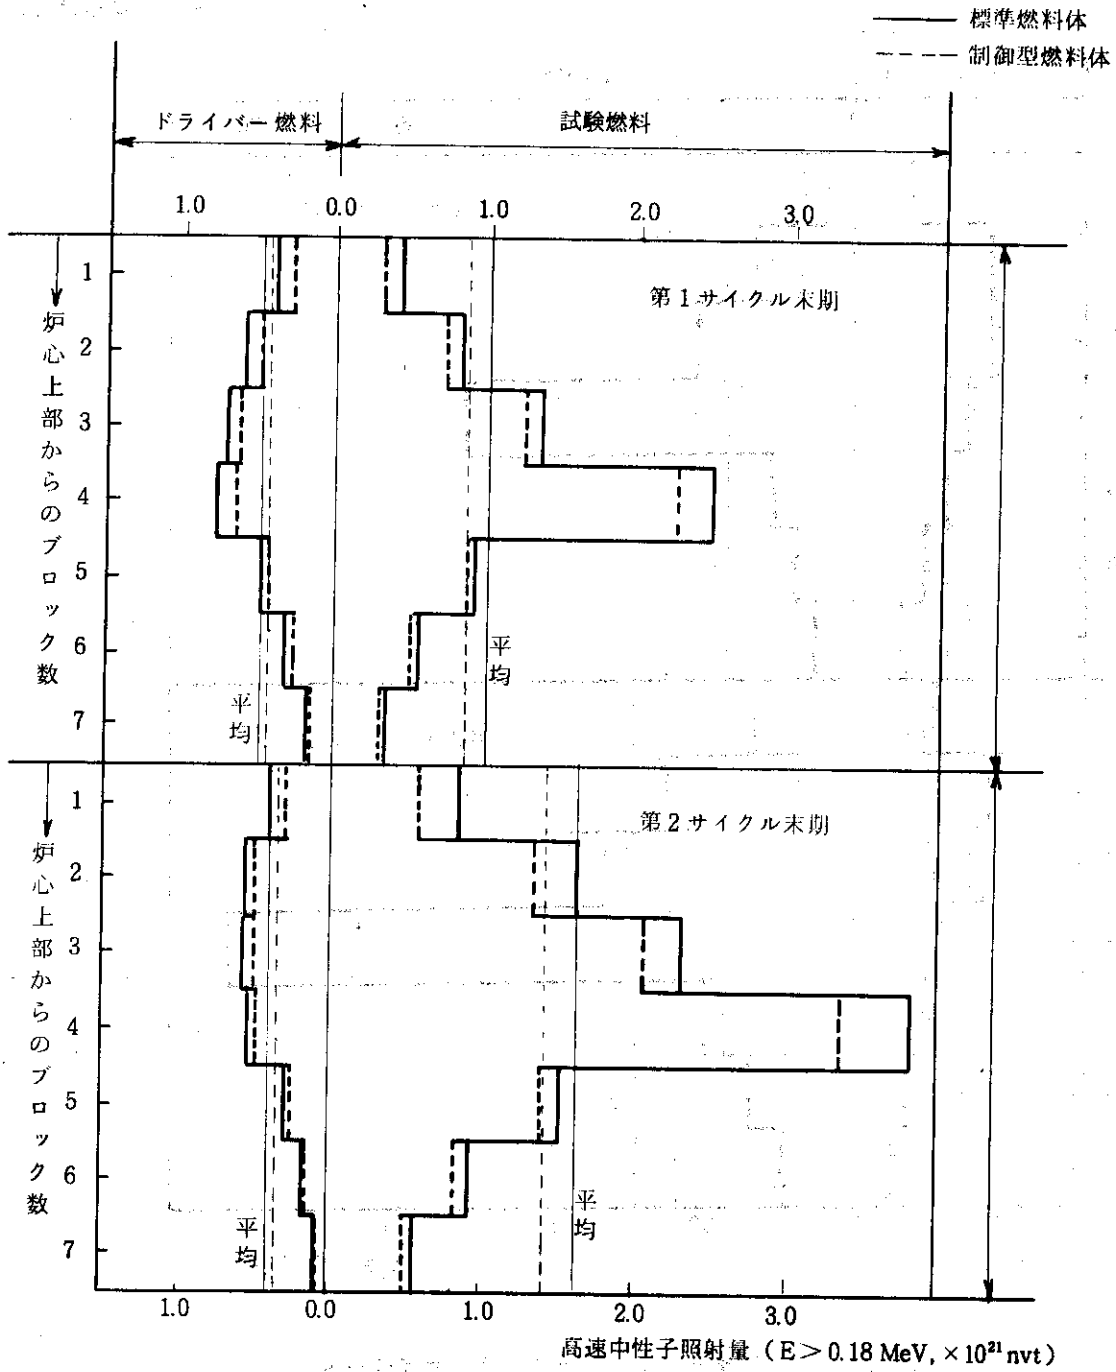 標準燃料体
制御型燃料体
ドライバー燃料
試験燃料
1.0 0.0 1.0 2.0 3.0
第1サイクル末期
炉心上部からのブロック数
1
2
3
4
5
6
7
平均
平均
第2サイクル末期
炉心上部からのブロック数
1
2
3
4
5
6
7
平均
平均
1.0 0.0 1.0 2.0 3.0
高速中性子照射量（E＞0.18 MeV, ×10²¹ nvt）